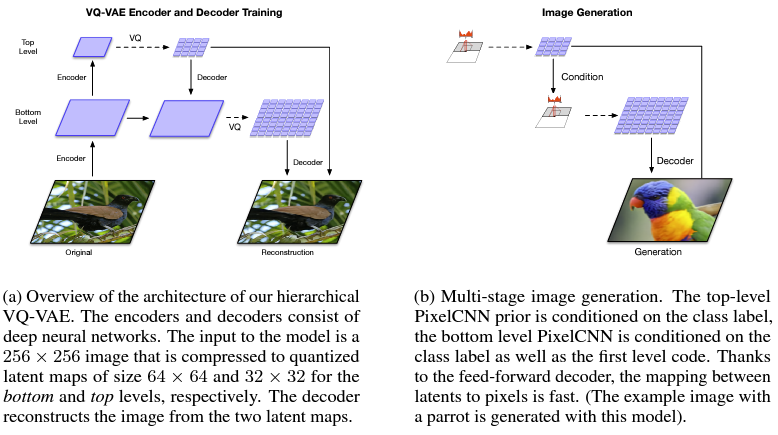 VQ-VAE Encoder and Decoder Training
Top
Level
VQ
Encoder
Decoder
Bottom
Level
VQ
Encoder
Decoder
Original
Reconstruction
(a) Overview of the architecture of our hierarchical
VQ-VAE. The encoders and decoders consist of
deep neural networks. The input to the model is a
256 × 256 image that is compressed to quantized
latent maps of size 64 × 64 and 32 × 32 for the
bottom and top levels, respectively. The decoder
reconstructs the image from the two latent maps.
Image Generation
Condition
Decoder
Generation
(b) Multi-stage image generation. The top-level
PixelCNN prior is conditioned on the class label,
the bottom level PixelCNN is conditioned on the
class label as well as the first level code. Thanks
to the feed-forward decoder, the mapping between
latents to pixels is fast. (The example image with
a parrot is generated with this model).